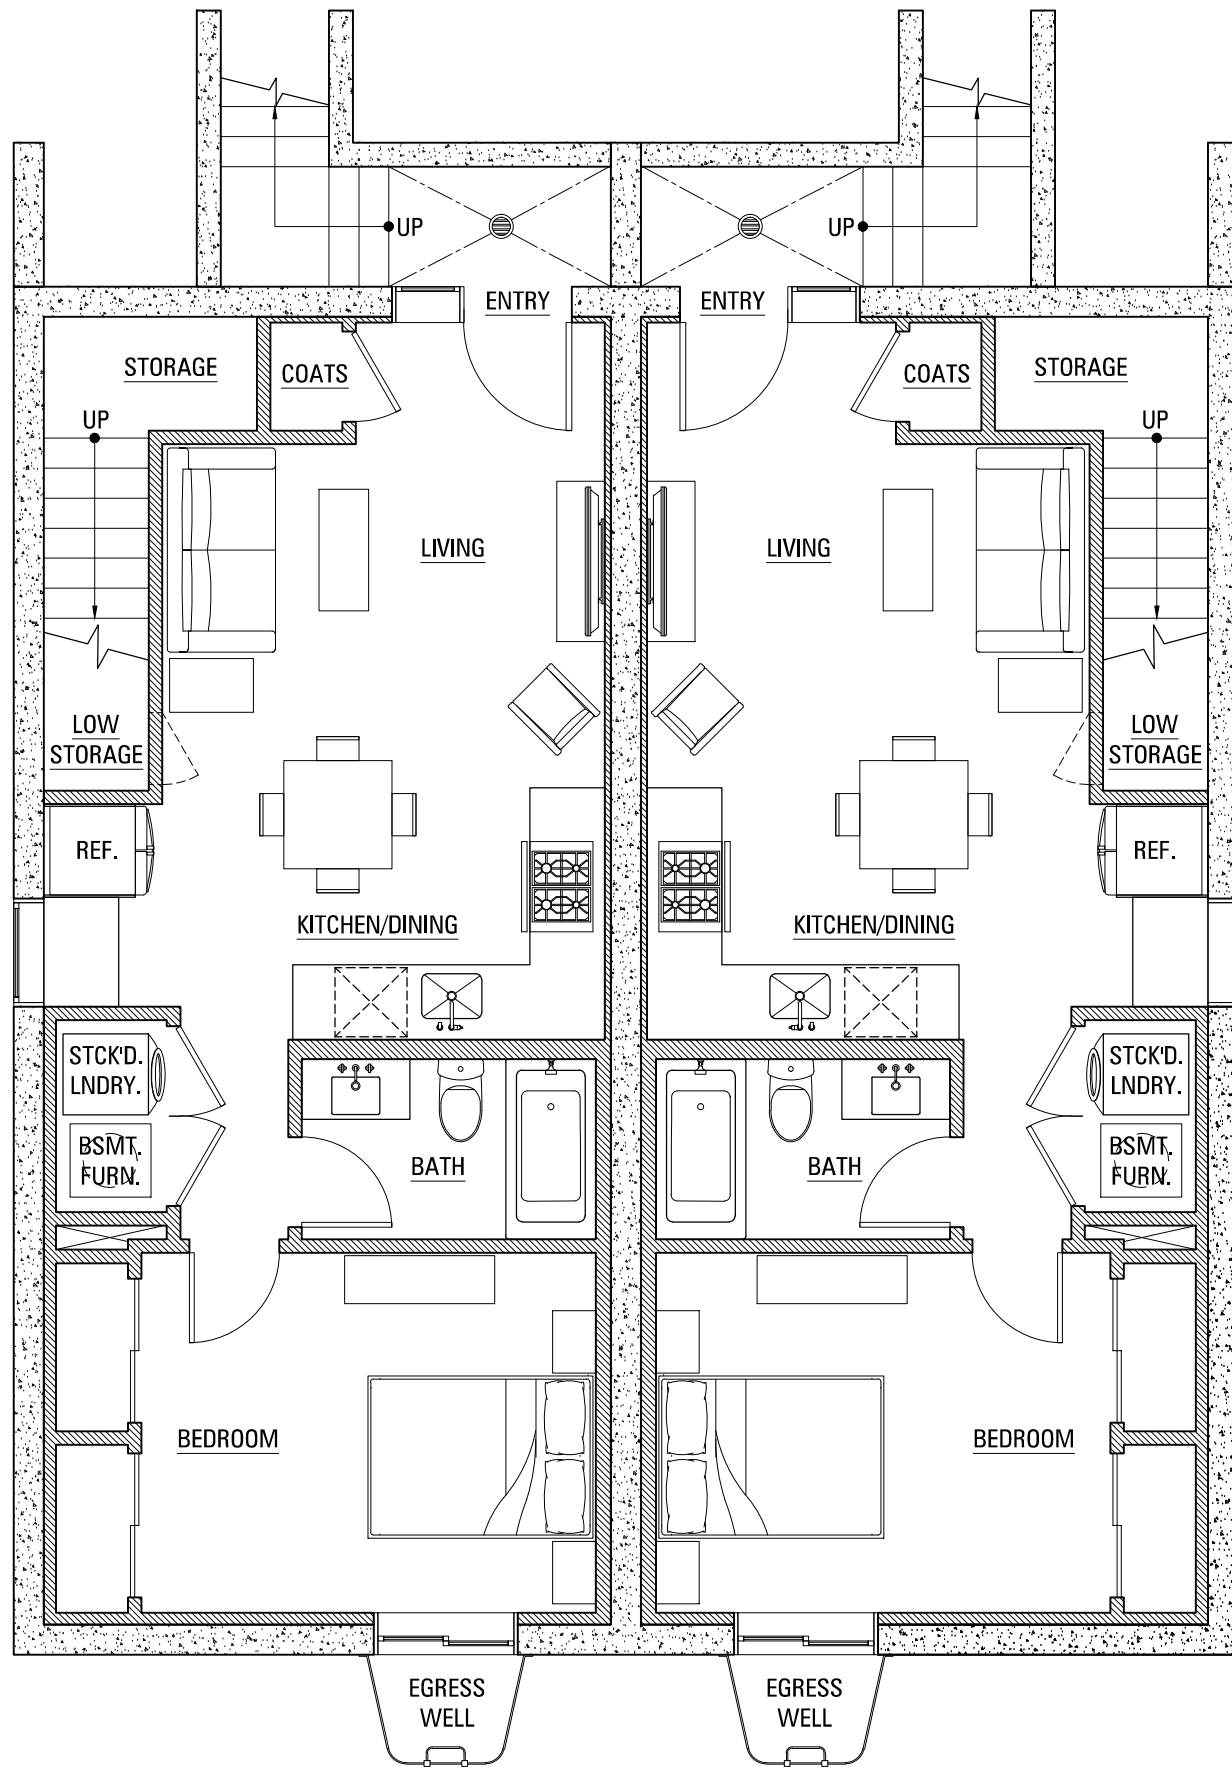 UP
UP
ENTRY
ENTRY
STORAGE
COATS
COATS
STORAGE
UP
UP
LIVING
LIVING
LOW
STORAGE
LOW
STORAGE
REF.
REF.
KITCHEN/DINING
KITCHEN/DINING
STCK'D.
LNDRY.
STCK'D.
LNDRY.
BSMT.
FURN.
BATH
BATH
BSMT.
FURN.
BEDROOM
BEDROOM
EGRESS
WELL
EGRESS
WELL